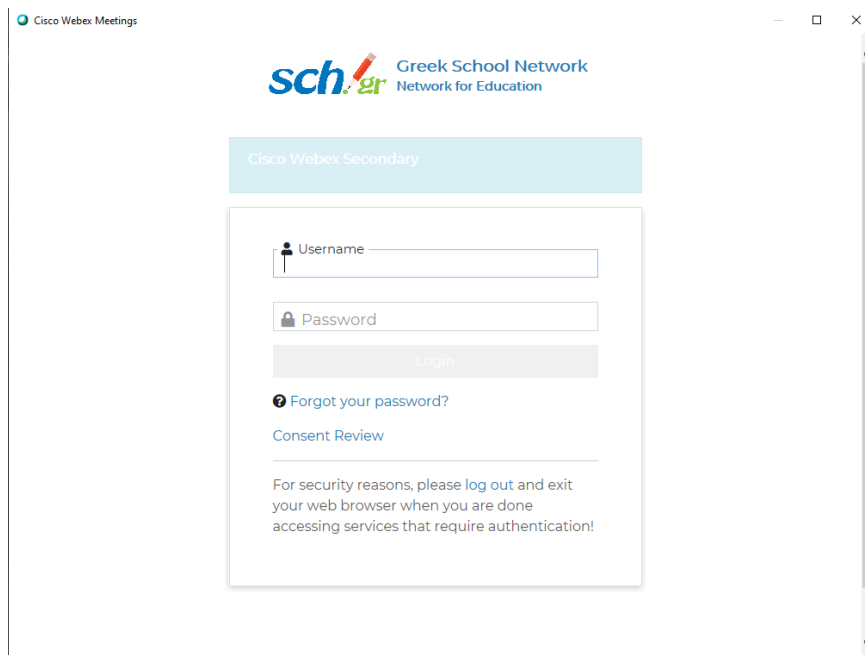 Cisco Webex Meetings
sch.gr
Greek School Network
Network for Education
Cisco Webex Secondary
Username
Password
Login
Forgot your password?
Consent Review
For security reasons, please log out and exit
your web browser when you are done
accessing services that require authentication!